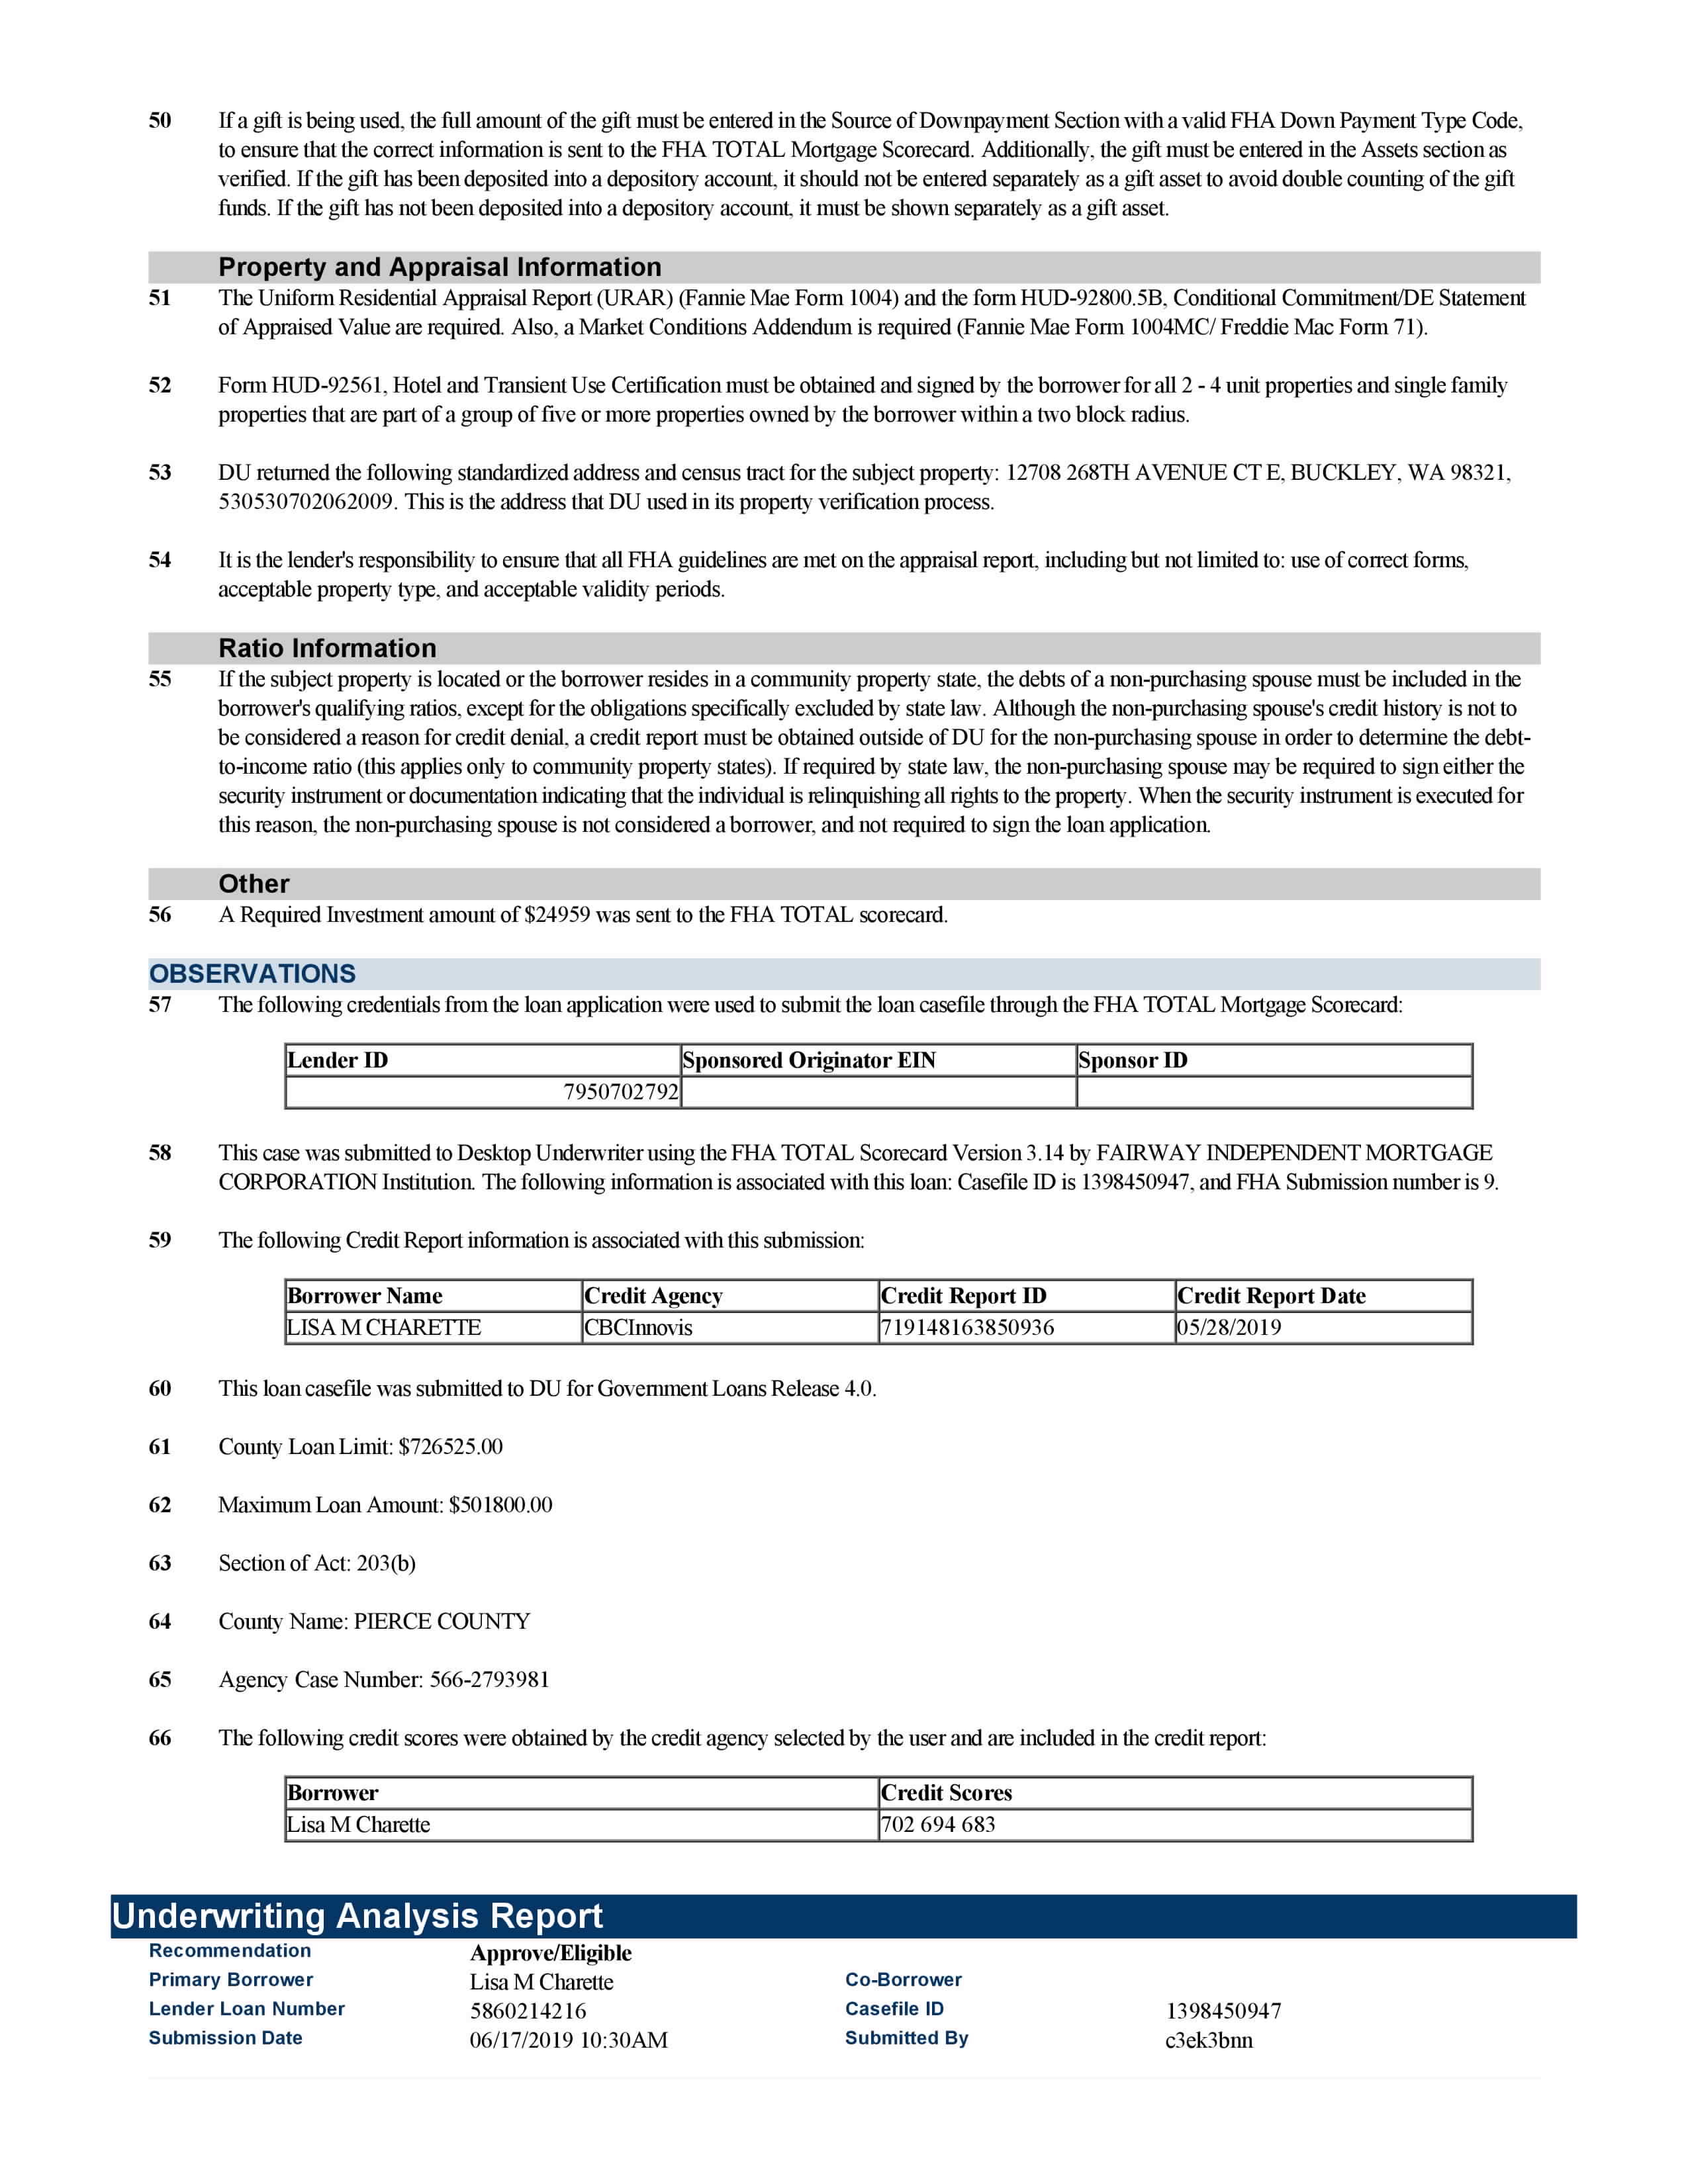 50 If a gift is being used, the full amount of the gift must be entered in the Source of Downpayment Section with a valid FHA Down Payment Type Code,
to ensure that the correct information is sent to the FHA TOTAL Mortgage Scorecard. Additionally, the gift must be entered in the Assets section as
verified. If the gift has been deposited into a depository account, it should not be entered separately as a gift asset to avoid double counting of the gift
funds. If the gift has not been deposited into a depository account, it must be shown separately as a gift asset.
Property and Appraisal Information
51 The Uniform Residential Appraisal Report (URAR) (Fannie Mae Form 1004) and the form HUD-92800.5B, Conditional Commitment/DE Statement
of Appraised Value are required. Also, a Market Conditions Addendum is required (Fannie Mae Form 1004MC/ Freddie Mac Form 71).
52 Form HUD-92561, Hotel and Transient Use Certification must be obtained and signed by the borrower for all 2 - 4 unit properties and single family
properties that are part of a group of five or more properties owned by the borrower within a two block radius.
53 DU returned the following standardized address and census tract for the subject property: 12708 268TH AVENUE CT E, BUCKLEY, WA 98321,
530530702062009. This is the address that DU used in its property verification process.
54 It is the lender's responsibility to ensure that all FHA guidelines are met on the appraisal report, including but not limited to: use of correct forms,
acceptable property type, and acceptable validity periods.
Ratio Information
55 If the subject property is located or the borrower resides in a community property state, the debts of a non-purchasing spouse must be included in the
borrower's qualifying ratios, except for the obligations specifically excluded by state law. Although the non-purchasing spouse's credit history is not to
be considered a reason for credit denial, a credit report must be obtained outside of DU for the non-purchasing spouse in order to determine the debt-
to-income ratio (this applies only to community property states). If required by state law, the non-purchasing spouse may be required to sign either the
security instrument or documentation indicating that the individual is relinquishing all rights to the property. When the security instrument is executed for
this reason, the non-purchasing spouse is not considered a borrower, and not required to sign the loan application.
Other
56 A Required Investment amount of $24959 was sent to the FHA TOTAL scorecard.
OBSERVATIONS
57 The following credentials from the loan application were used to submit the loan casefile through the FHA TOTAL Mortgage Scorecard:
Lender ID Sponsored Originator EIN Sponsor ID
7950702792
58 This case was submitted to Desktop Underwriter using the FHA TOTAL Scorecard Version 3.14 by FAIRWAY INDEPENDENT MORTGAGE
CORPORATION Institution. The following information is associated with this loan: Casefile ID is 1398450947, and FHA Submission number is 9.
59 The following Credit Report information is associated with this submission:
Borrower Name Credit Agency Credit Report ID Credit Report Date
LISA M CHARETTE CBCInnovis 719148163850936 05/28/2019
60 This loan casefile was submitted to DU for Government Loans Release 4.0.
61 County Loan Limit: $726525.00
62 Maximum Loan Amount: $501800.00
63 Section of Act: 203(b)
64 County Name: PIERCE COUNTY
65 Agency Case Number: 566-2793981
66 The following credit scores were obtained by the credit agency selected by the user and are included in the credit report:
Borrower Credit Scores
Lisa M Charette 702 694 683
Underwriting Analysis Report
Recommendation Approve/Eligible
Primary Borrower Lisa M Charette Co-Borrower
Lender Loan Number 5860214216 Casefile ID 1398450947
Submission Date 06/17/2019 10:30AM Submitted By c3ek3bnn